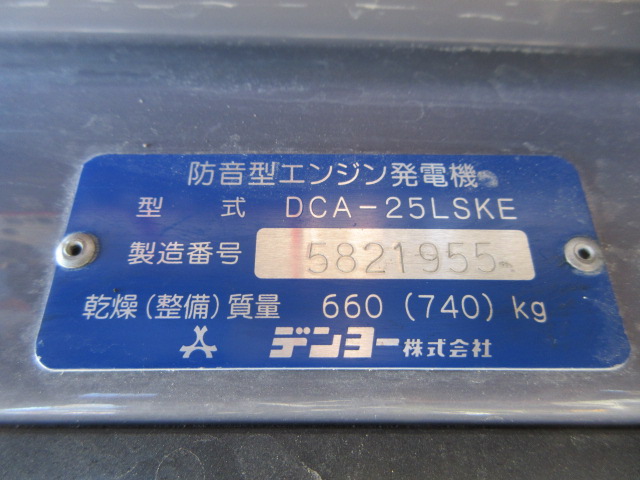 防音型エンジン発電機
型 式 DCA-25LSKE
製造番号 5821955
乾燥(整備)質量 660 (740) kg
デンヨー株式会社